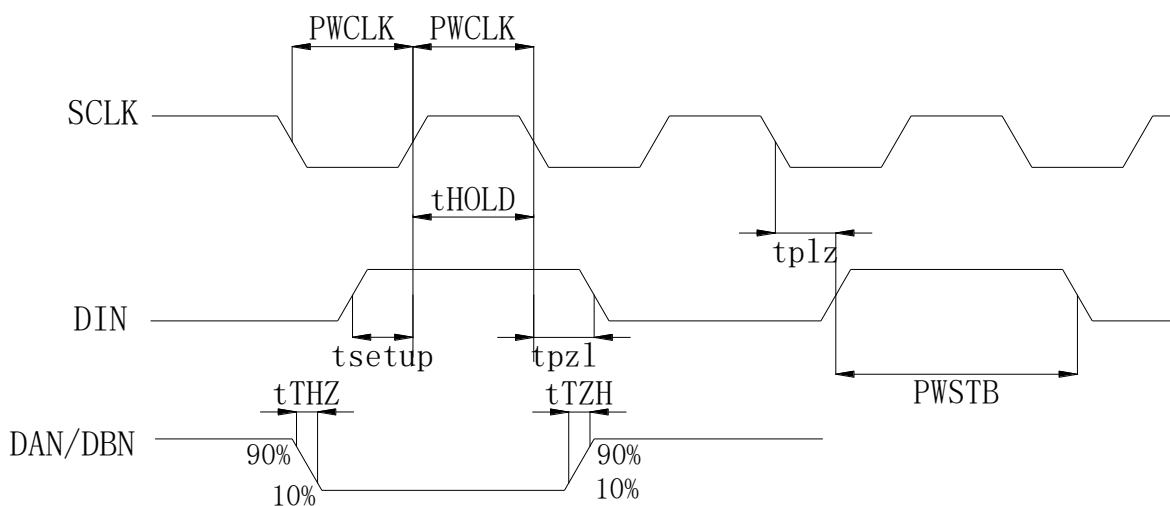 PWCLK PWCLK
SCLK
tHOLD
tplz
DIN
tsetup tpzl
PWSTB
tTHZ tTZH
DAN/DBN
90% 90%
10% 10%